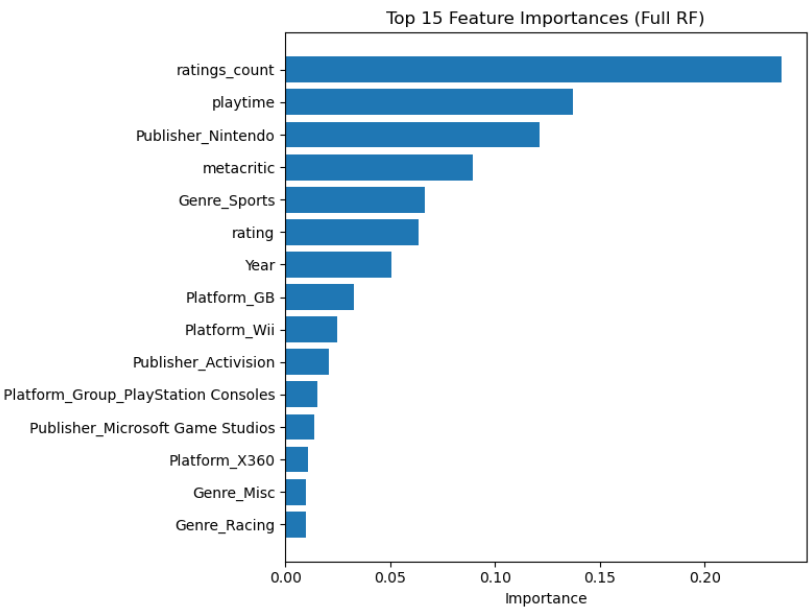 Top 15 Feature Importances (Full RF)
ratings_count
playtime
Publisher_Nintendo
metacritic
Genre_Sports
rating
Year
Platform_GB
Platform_Wii
Publisher_Activision
Platform_Group_PlayStation Consoles
Publisher_Microsoft Game Studios
Platform_X360
Genre_Misc
Genre_Racing
0.00 0.05 0.10 0.15 0.20
Importance